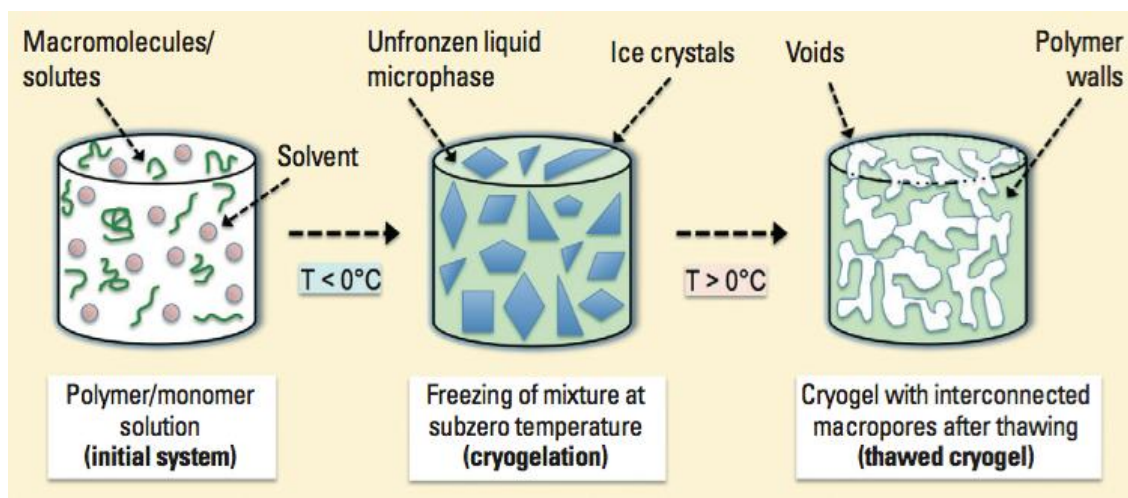 Macromolecules/
solutes
Solvent
Unfronzen liquid
microphase
Ice crystals
Voids
Polymer
walls
T < 0°C
T > 0°C
Polymer/monomer
solution
(initial system)
Freezing of mixture at
subzero temperature
(cryogelation)
Cryogel with interconnected
macropores after thawing
(thawed cryogel)